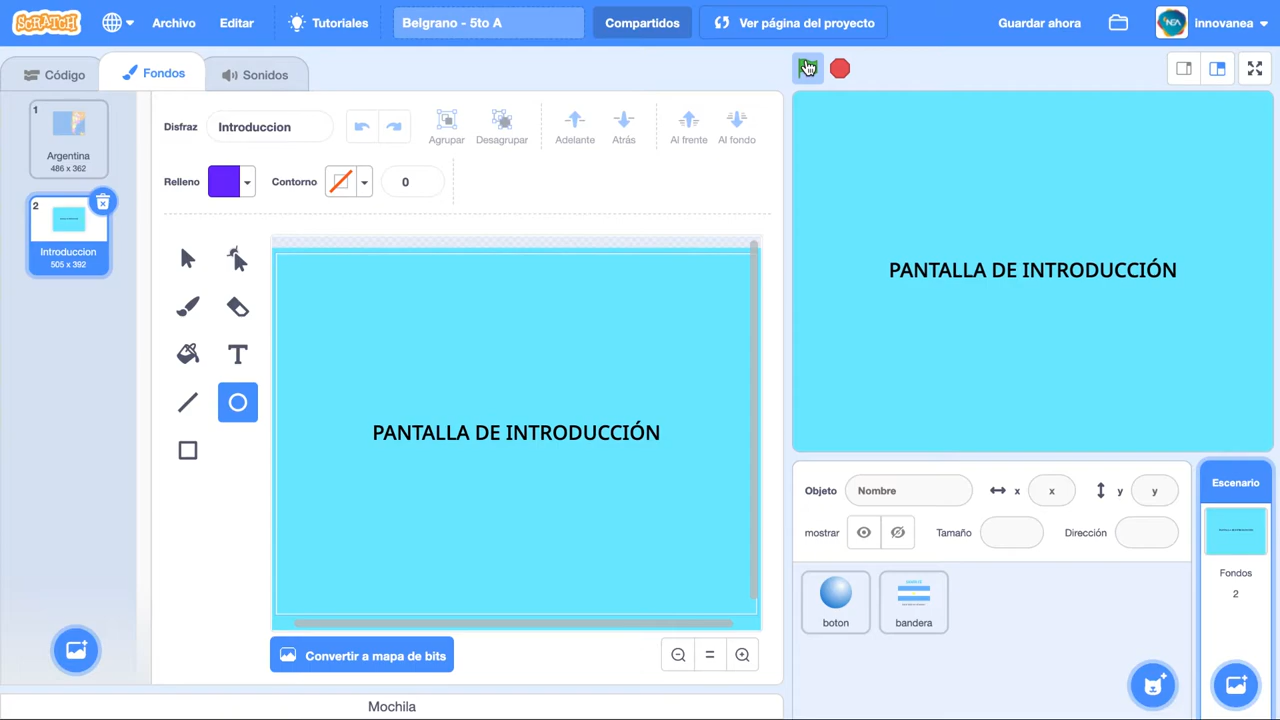 SCRATCH
Archivo
Editar
Tutoriales
Belgrano - 5to A
Compartidos
Ver página del proyecto
Guardar ahora
innovanea
Código
Fondos
Sonidos
1
Argentina
486 x 362
2
Introduccion
505 x 392
Disfraz
Introduccion
Agrupar
Desagrupar
Adelante
Atrás
Al frente
Al fondo
Relleno
Contorno
0
PANTALLA DE INTRODUCCIÓN
Convertir a mapa de bits
Mochila
PANTALLA DE INTRODUCCIÓN
Objeto
Nombre
x
x
y
y
mostrar
Tamaño
Dirección
boton
bandera
Escenario
Fondos
2